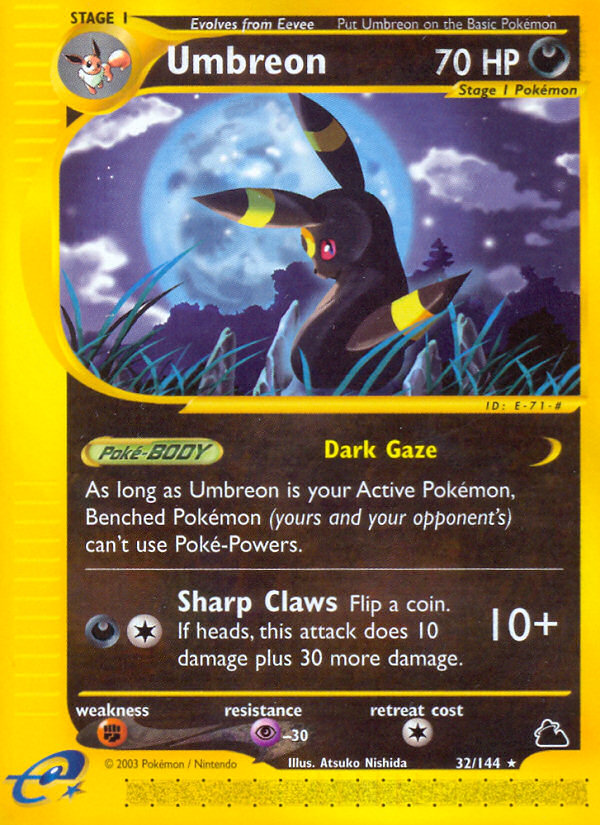 STAGE 1
Evolves from Eevee Put Umbreon on the Basic Pokémon
Umbreon 70 HP
Stage 1 Pokémon
ID: E-71-#
Poké-BODY Dark Gaze
As long as Umbreon is your Active Pokémon,
Benched Pokémon (yours and your opponent's)
can't use Poké-Powers.
Sharp Claws Flip a coin.
If heads, this attack does 10
damage plus 30 more damage.
10+
weakness resistance retreat cost
-30
© 2003 Pokémon / Nintendo Illus. Atsuko Nishida 32/144 ★
e